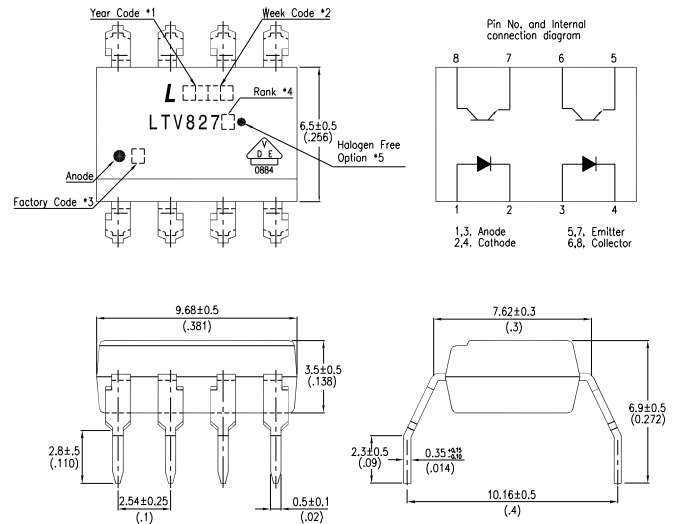 Year Code *1
Week Code *2
L
Rank *4
LTV827
6.5±0.5
(.256)
Halogen Free
Option *5
V
D E
0884
Anode
Factory Code *3
Pin No. and Internal
connection diagram
8 7 6 5
1 2 3 4
1,3. Anode
2,4. Cathode
5,7. Emitter
6,8. Collector
9.68±0.5
(.381)
3.5±0.5
(.138)
2.8±.5
(.110)
2.54±0.25
(.1)
0.5±0.1
(.02)
7.62±0.3
(.3)
6.9±0.5
(0.272)
2.3±0.5
(.09)
0.35 +0.15 -0.10
(.014)
10.16±0.5
(.4)